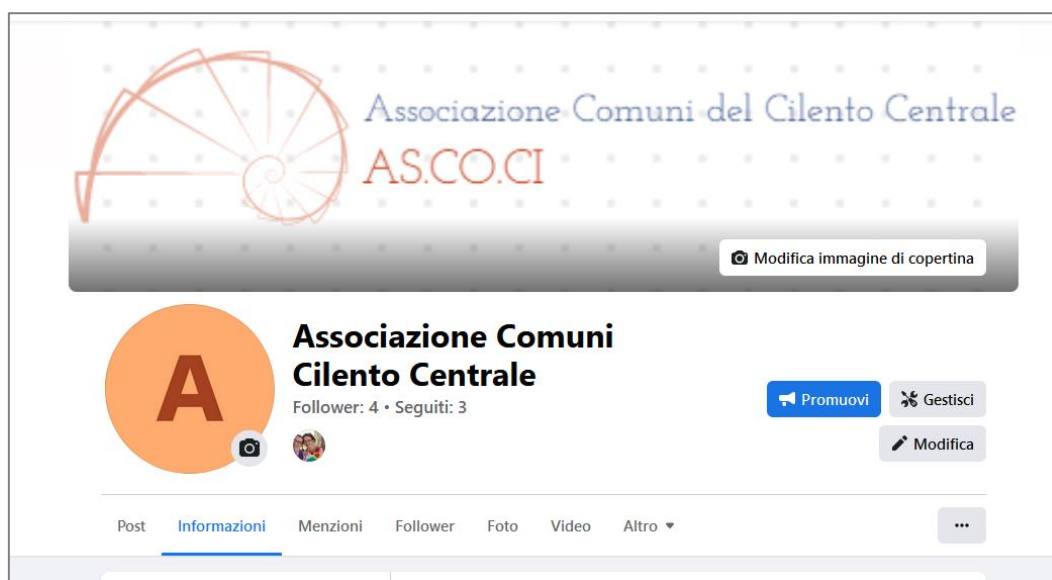 Associazione Comuni del Cilento Centrale
AS.CO.CI
Modifica immagine di copertina
A
Associazione Comuni
Cilento Centrale
Follower: 4 • Seguiti: 3
Promuovi
Gestisci
Modifica
Post Informazioni Menzioni Follower Foto Video Altro